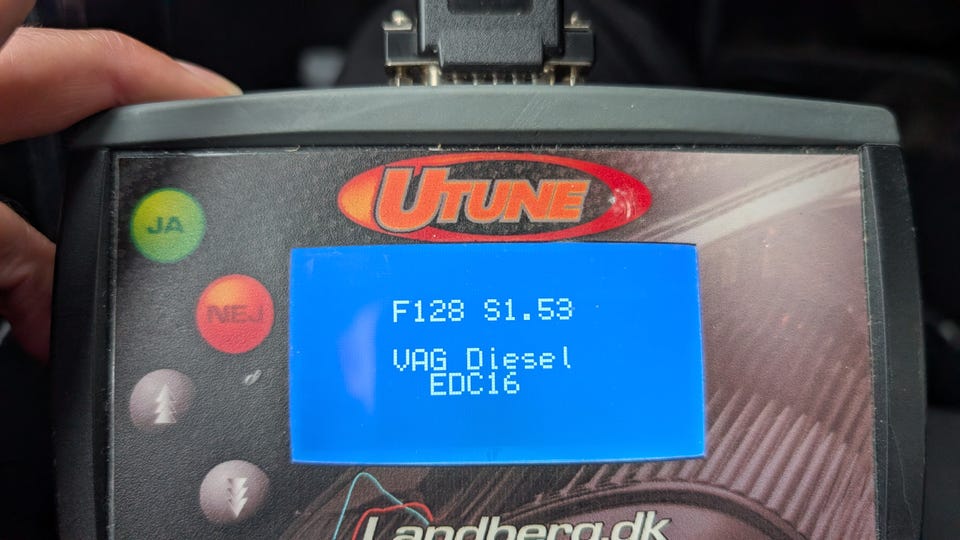 UTUNE
JA
NEJ
F128 S1.53
VAG Diesel
EDC16
Landberg.dk